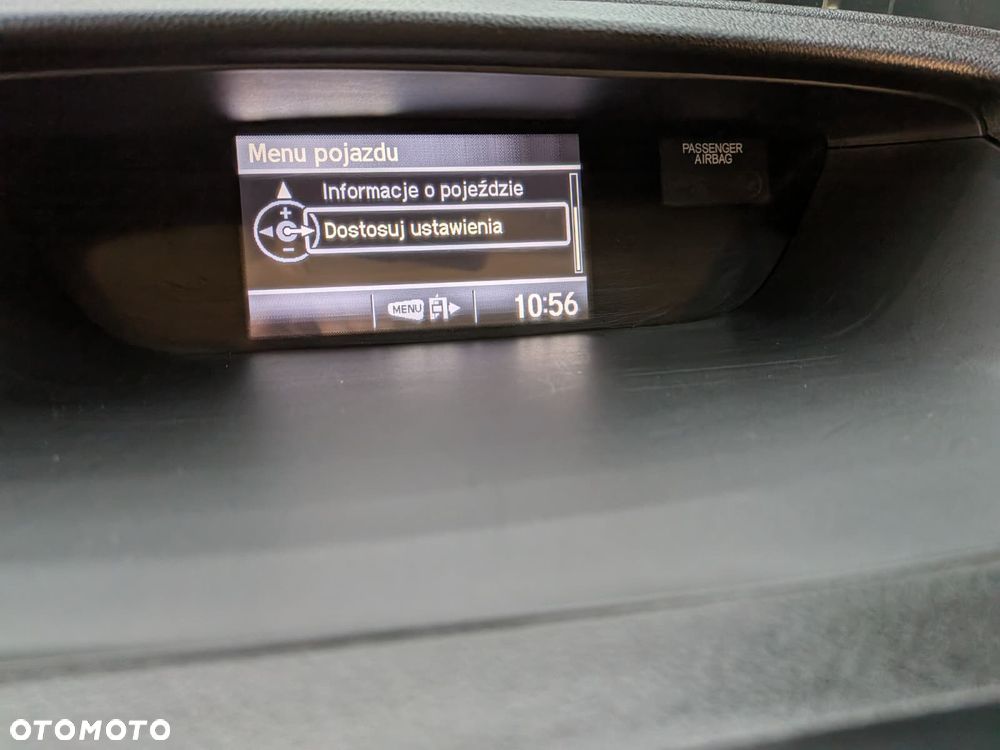 Menu pojazdu
Informacje o pojeździe
Dostosuj ustawienia
MENU
10:56
PASSENGER
AIRBAG
OTOMOTO